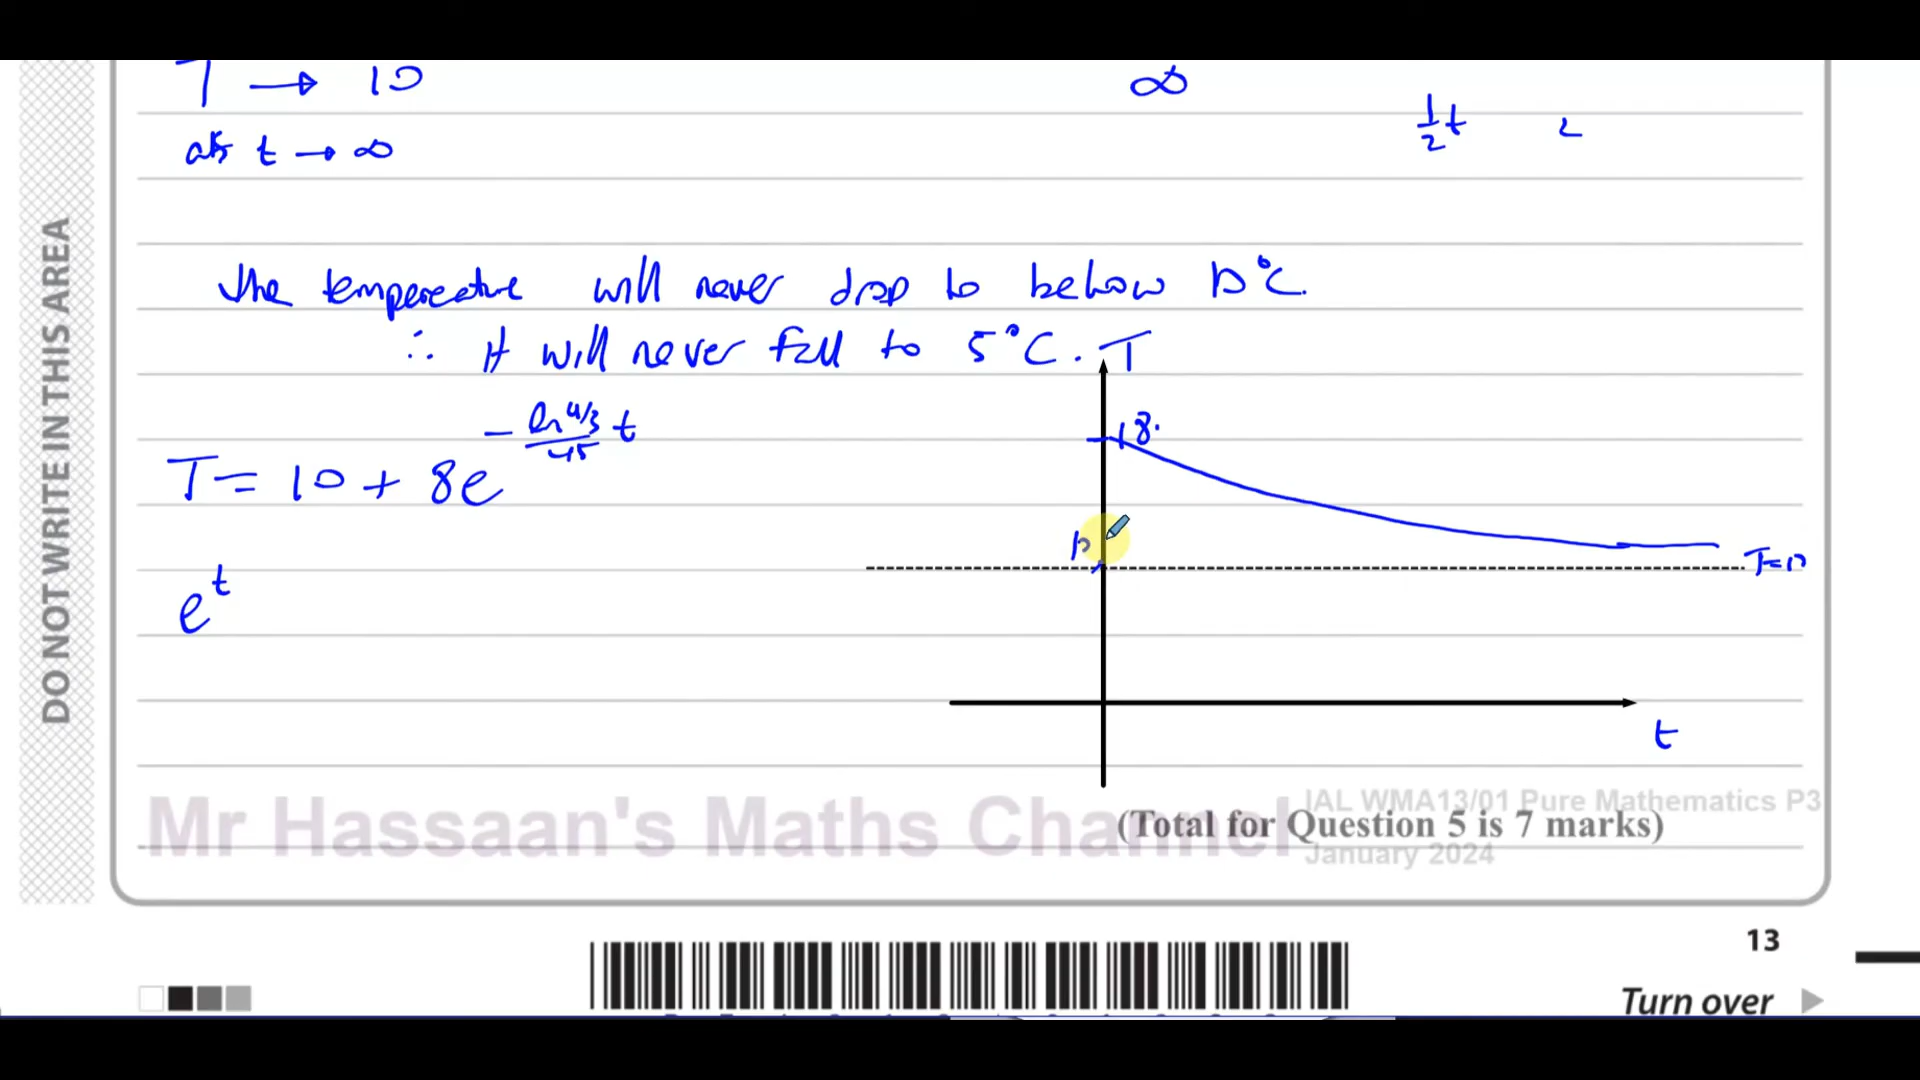 T → 10
∞
1/2 t
as t → ∞
The temperature will never drop to below 10°C.
∴ it will never fall to 5°C.
T
18
T = 10 + 8e^(-(ln 4/3)/45 t)
10
T=10
e^t
t
DO NOT WRITE IN THIS AREA
Mr Hassaan's Maths Channel
IAL WMA13/01 Pure Mathematics P3
(Total for Question 5 is 7 marks)
January 2024
13
Turn over